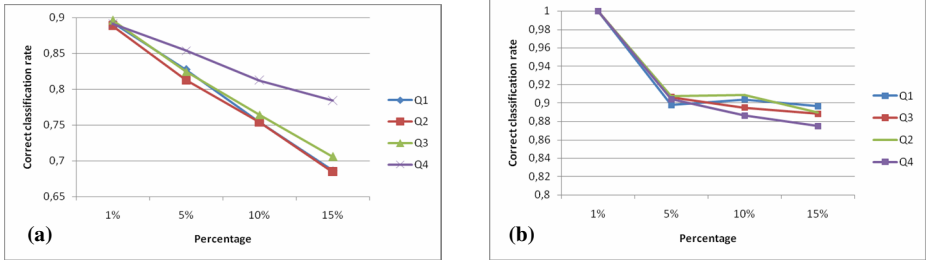 0,9
0,85
0,8
0,75
0,7
0,65
Correct classification rate
1% 5% 10% 15%
Percentage
Q1
Q2
Q3
Q4
(a)
1
0,98
0,96
0,94
0,92
0,9
0,88
0,86
0,84
0,82
0,8
Correct classification rate
1% 5% 10% 15%
Percentage
Q1
Q3
Q2
Q4
(b)